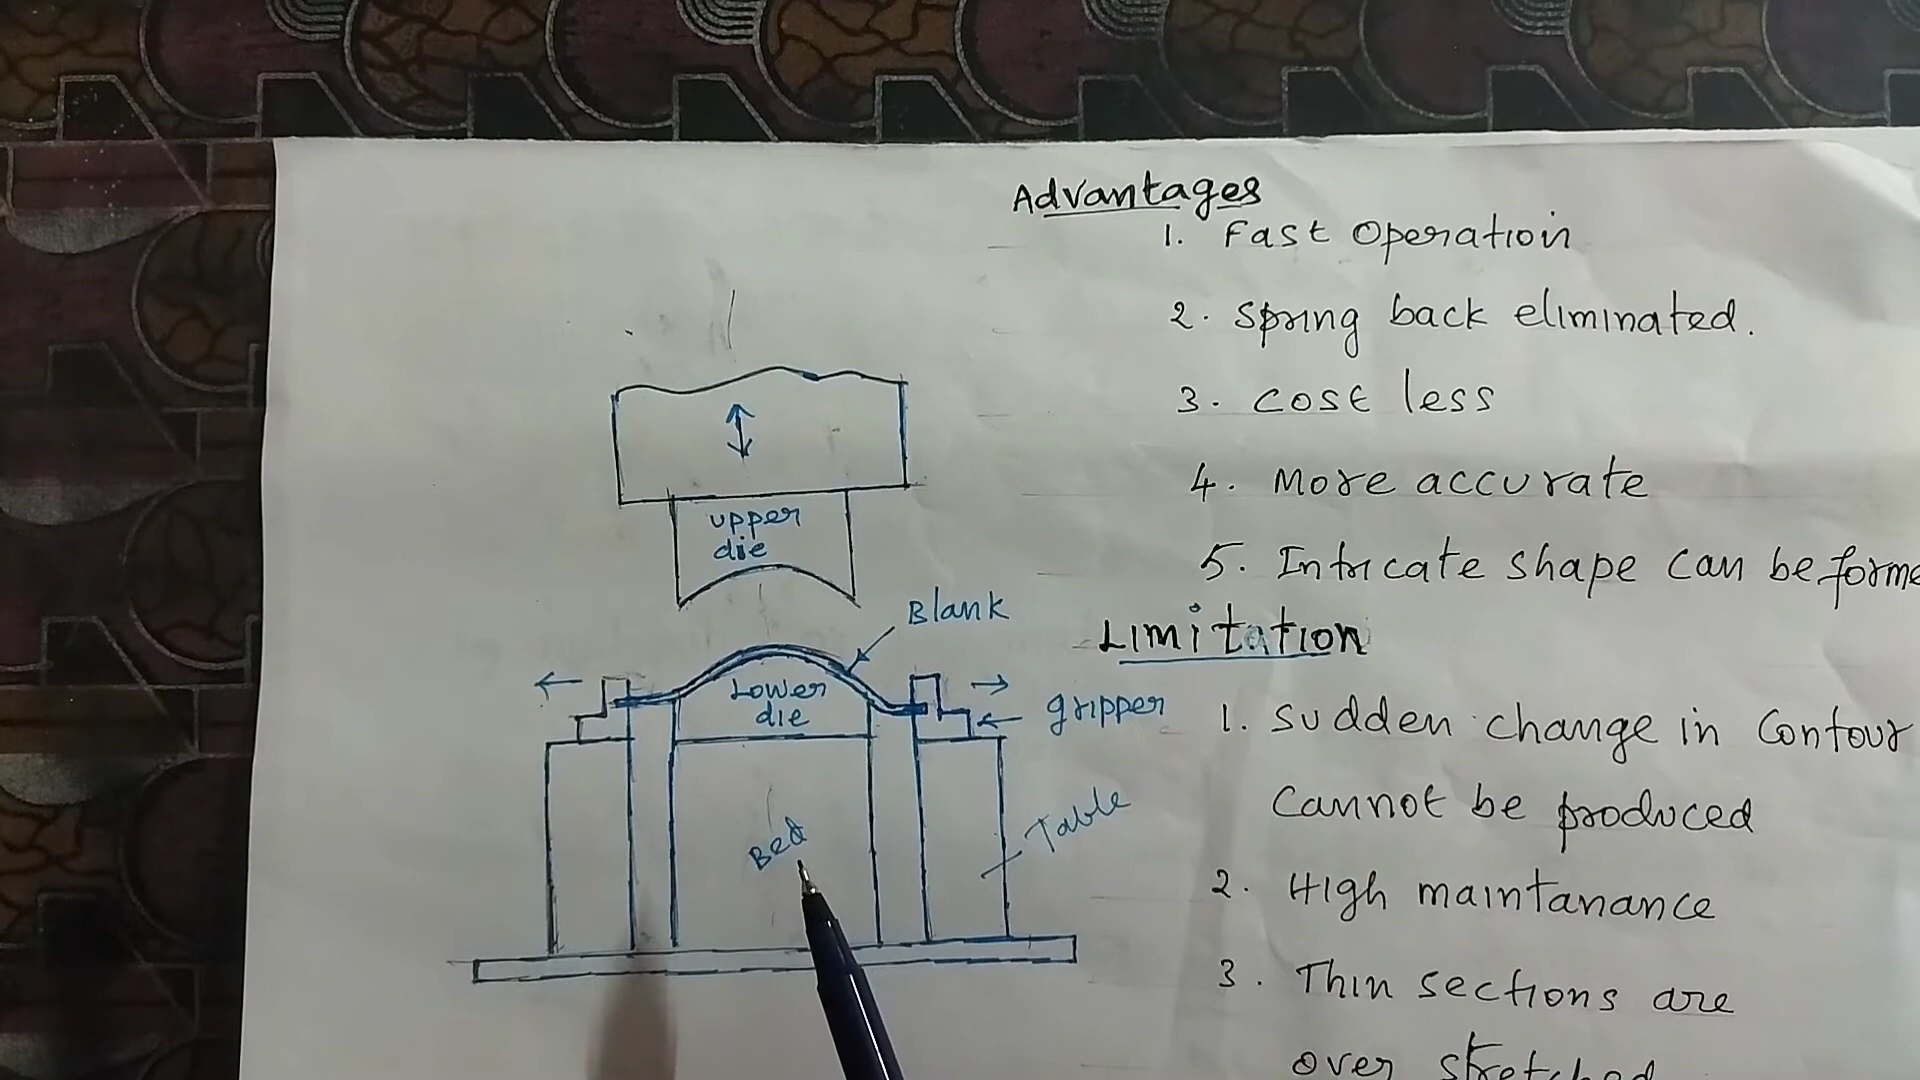 Advantages
1. Fast Operation
2. Spring back eliminated.
3. Cost less
4. More accurate
5. Intricate shape can be forme
Limitation
1. Sudden change in Contour
cannot be produced
2. High maintanance
3. Thin sections are
over stretched
upper
die
Blank
Lower
die
gripper
Table
Bed